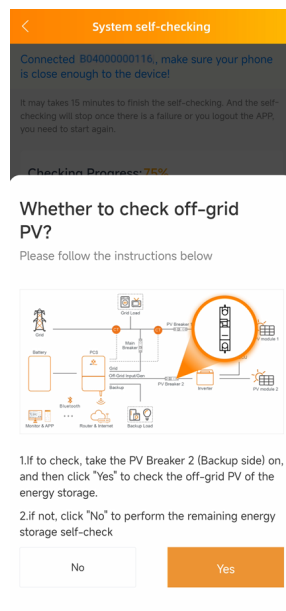 System self-checking
Connected B04000000116,, make sure your phone
is close enough to the device!
It may takes 15 minutes to finish the self-checking. And the self-
checking will stop once there is a failure or you logout the APP,
you need to start again.
Checking Progress: 75%
Whether to check off-grid
PV?
Please follow the instructions below
Grid Load
Grid
CT
CT
PV Breaker 1
PV module 1
Main
Breaker
Battery
PCS
Grid
Off-Grid Input/Gen
Backup
PV Breaker 2
Inverter
PV module 2
Bluetooth
Monitor & APP
Router & Internet
Backup Load
1.If to check, take the PV Breaker 2 (Backup side) on,
and then click "Yes" to check the off-grid PV of the
energy storage.
2.if not, click "No" to perform the remaining energy
storage self-check
No
Yes